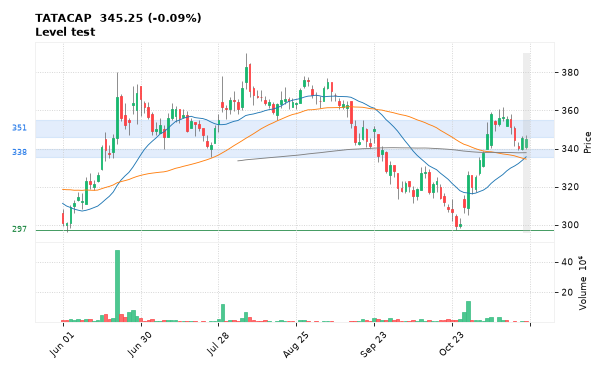 TATACAP 345.25 (-0.09%)
Level test
380
360
351
340
338
320
300
297
Price
40
20
Volume 10⁶
Jun 01
Jun 30
Jul 28
Aug 25
Sep 23
Oct 23